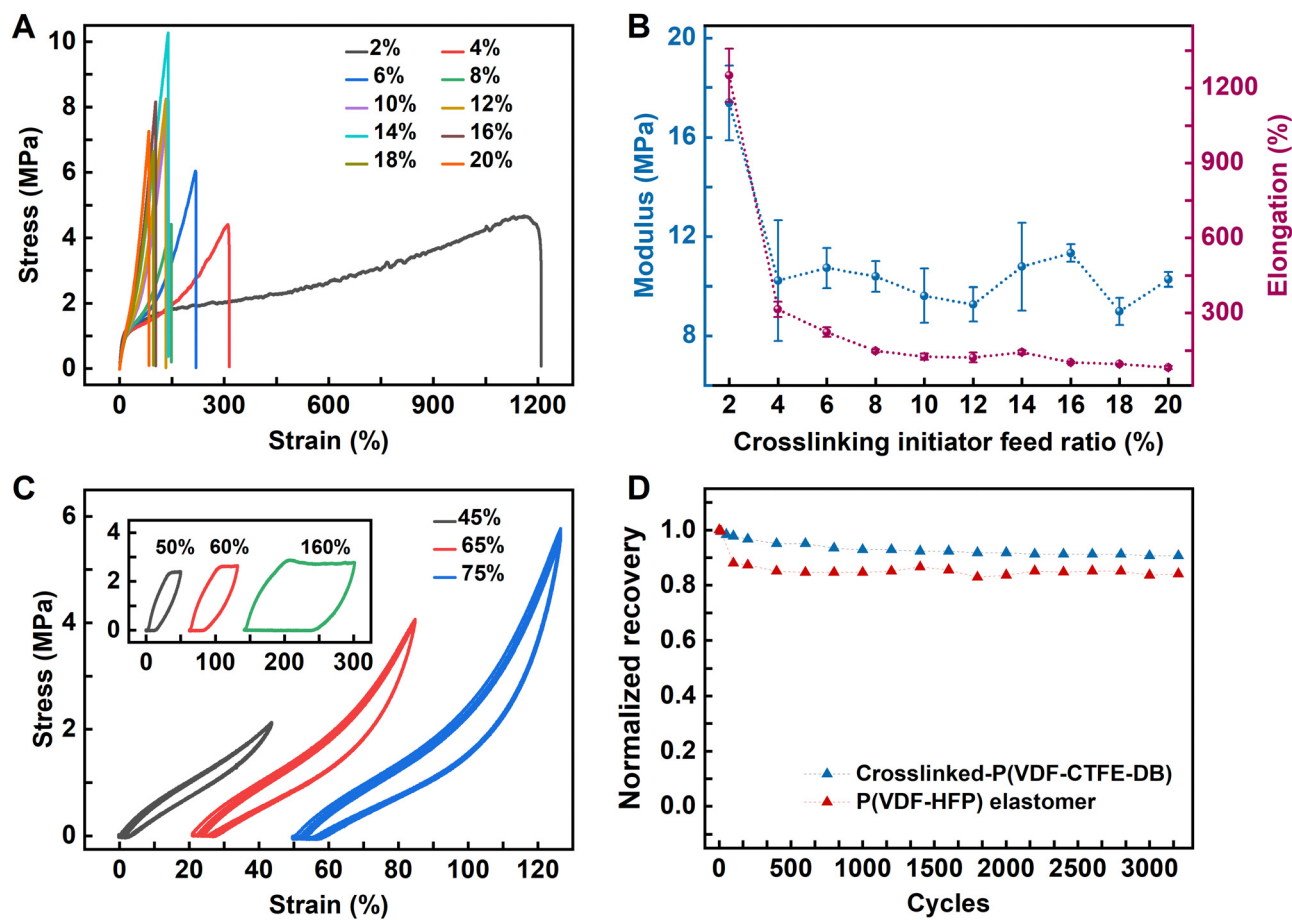 A
10
8
6
4
2
0
Stress (MPa)
2% 4%
6% 8%
10% 12%
14% 16%
18% 20%
0 300 600 900 1200
Strain (%)
B
20
16
12
8
Modulus (MPa)
1200
900
600
300
Elongation (%)
2 4 6 8 10 12 14 16 18 20
Crosslinking initiator feed ratio (%)
C
6
4
2
0
Stress (MPa)
4
2
0
50% 60% 160%
0 100 200 300
45%
65%
75%
0 20 40 60 80 100 120
Strain (%)
D
1.0
0.8
0.6
0.4
0.2
0.0
Normalized recovery
Crosslinked-P(VDF-CTFE-DB)
P(VDF-HFP) elastomer
0 500 1000 1500 2000 2500 3000
Cycles